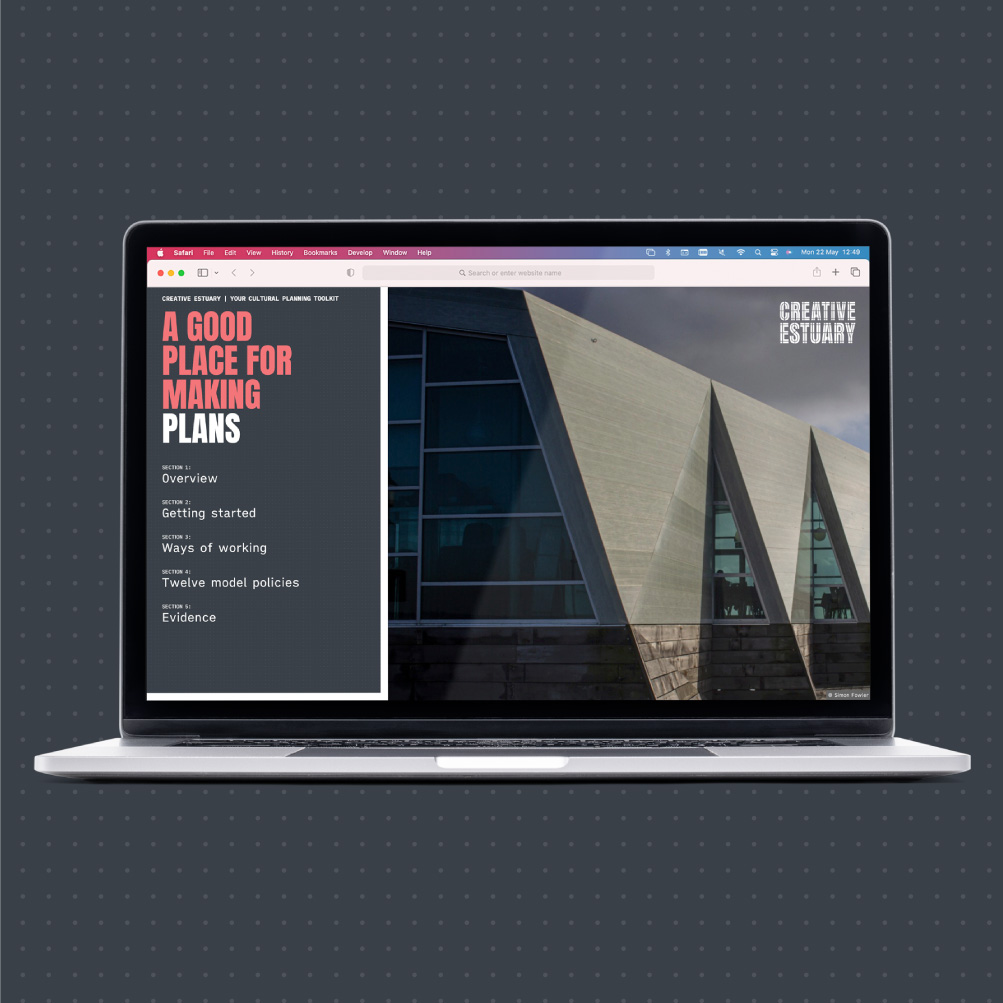 Safari File Edit View History Bookmarks Develop Window Help Mon 22 May 12:49
Search or enter website name
CREATIVE ESTUARY | YOUR CULTURAL PLANNING TOOLKIT
A GOOD
PLACE FOR
MAKING
PLANS
SECTION 1:
Overview
SECTION 2:
Getting started
SECTION 3:
Ways of working
SECTION 4:
Twelve model policies
SECTION 5:
Evidence
CREATIVE
ESTUARY
© Simon Fowler